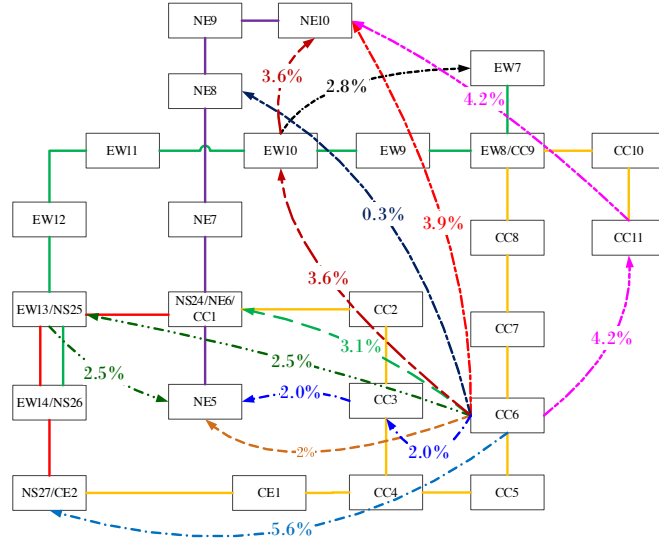 NE9
NE10
EW7
3.6%
2.8%
NE8
4.2%
EW11
EW10
EW9
EW8/CC9
CC10
0.3%
3.9%
EW12
NE7
CC8
CC11
3.6%
EW13/NS25
NS24/NE6/
CC1
CC2
4.2%
CC7
3.1%
2.5%
2.5%
2.0%
EW14/NS26
NE5
CC3
CC6
2.0%
2%
NS27/CE2
CE1
CC4
CC5
5.6%